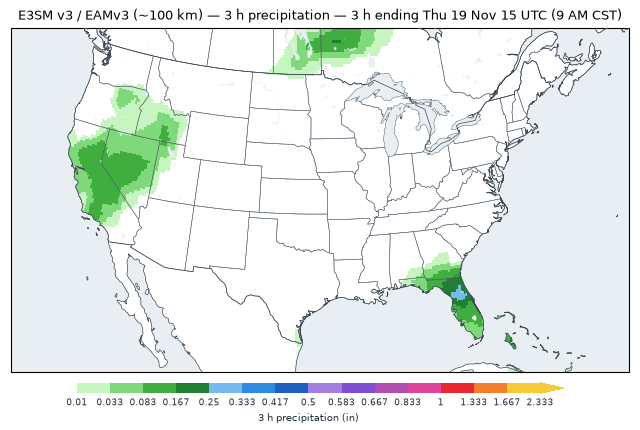 E3SM v3 / EAMv3 (~100 km) — 3 h precipitation — 3 h ending Thu 19 Nov 15 UTC (9 AM CST)
0.01 0.033 0.083 0.167 0.25 0.333 0.417 0.5 0.583 0.667 0.833 1 1.333 1.667 2.333
3 h precipitation (in)